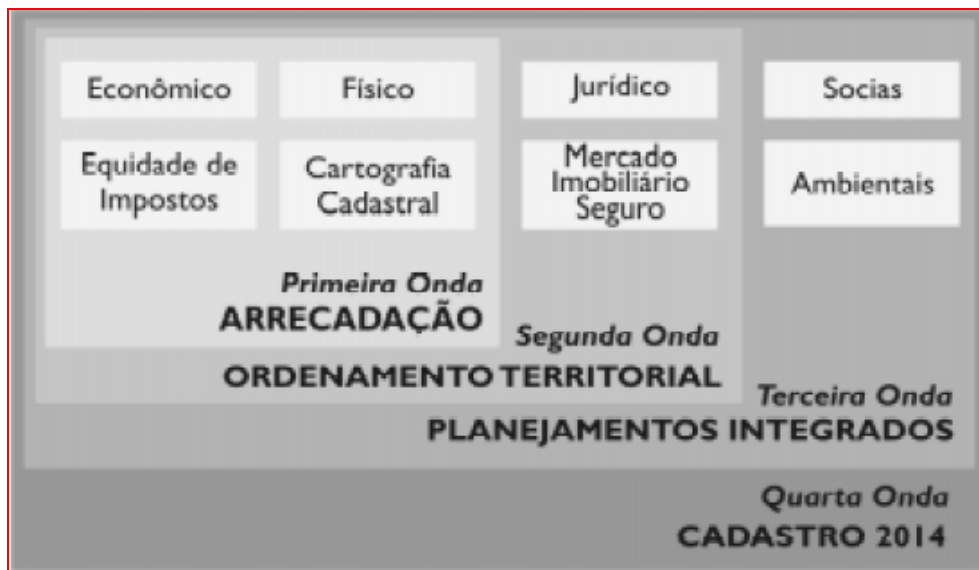 Econômico
Físico
Jurídico
Socias
Equidade de
Impostos
Cartografia
Cadastral
Mercado
Imobiliário
Seguro
Ambientais
Primeira Onda
ARRECADAÇÃO
Segunda Onda
ORDENAMENTO TERRITORIAL
Terceira Onda
PLANEJAMENTOS INTEGRADOS
Quarta Onda
CADASTRO 2014